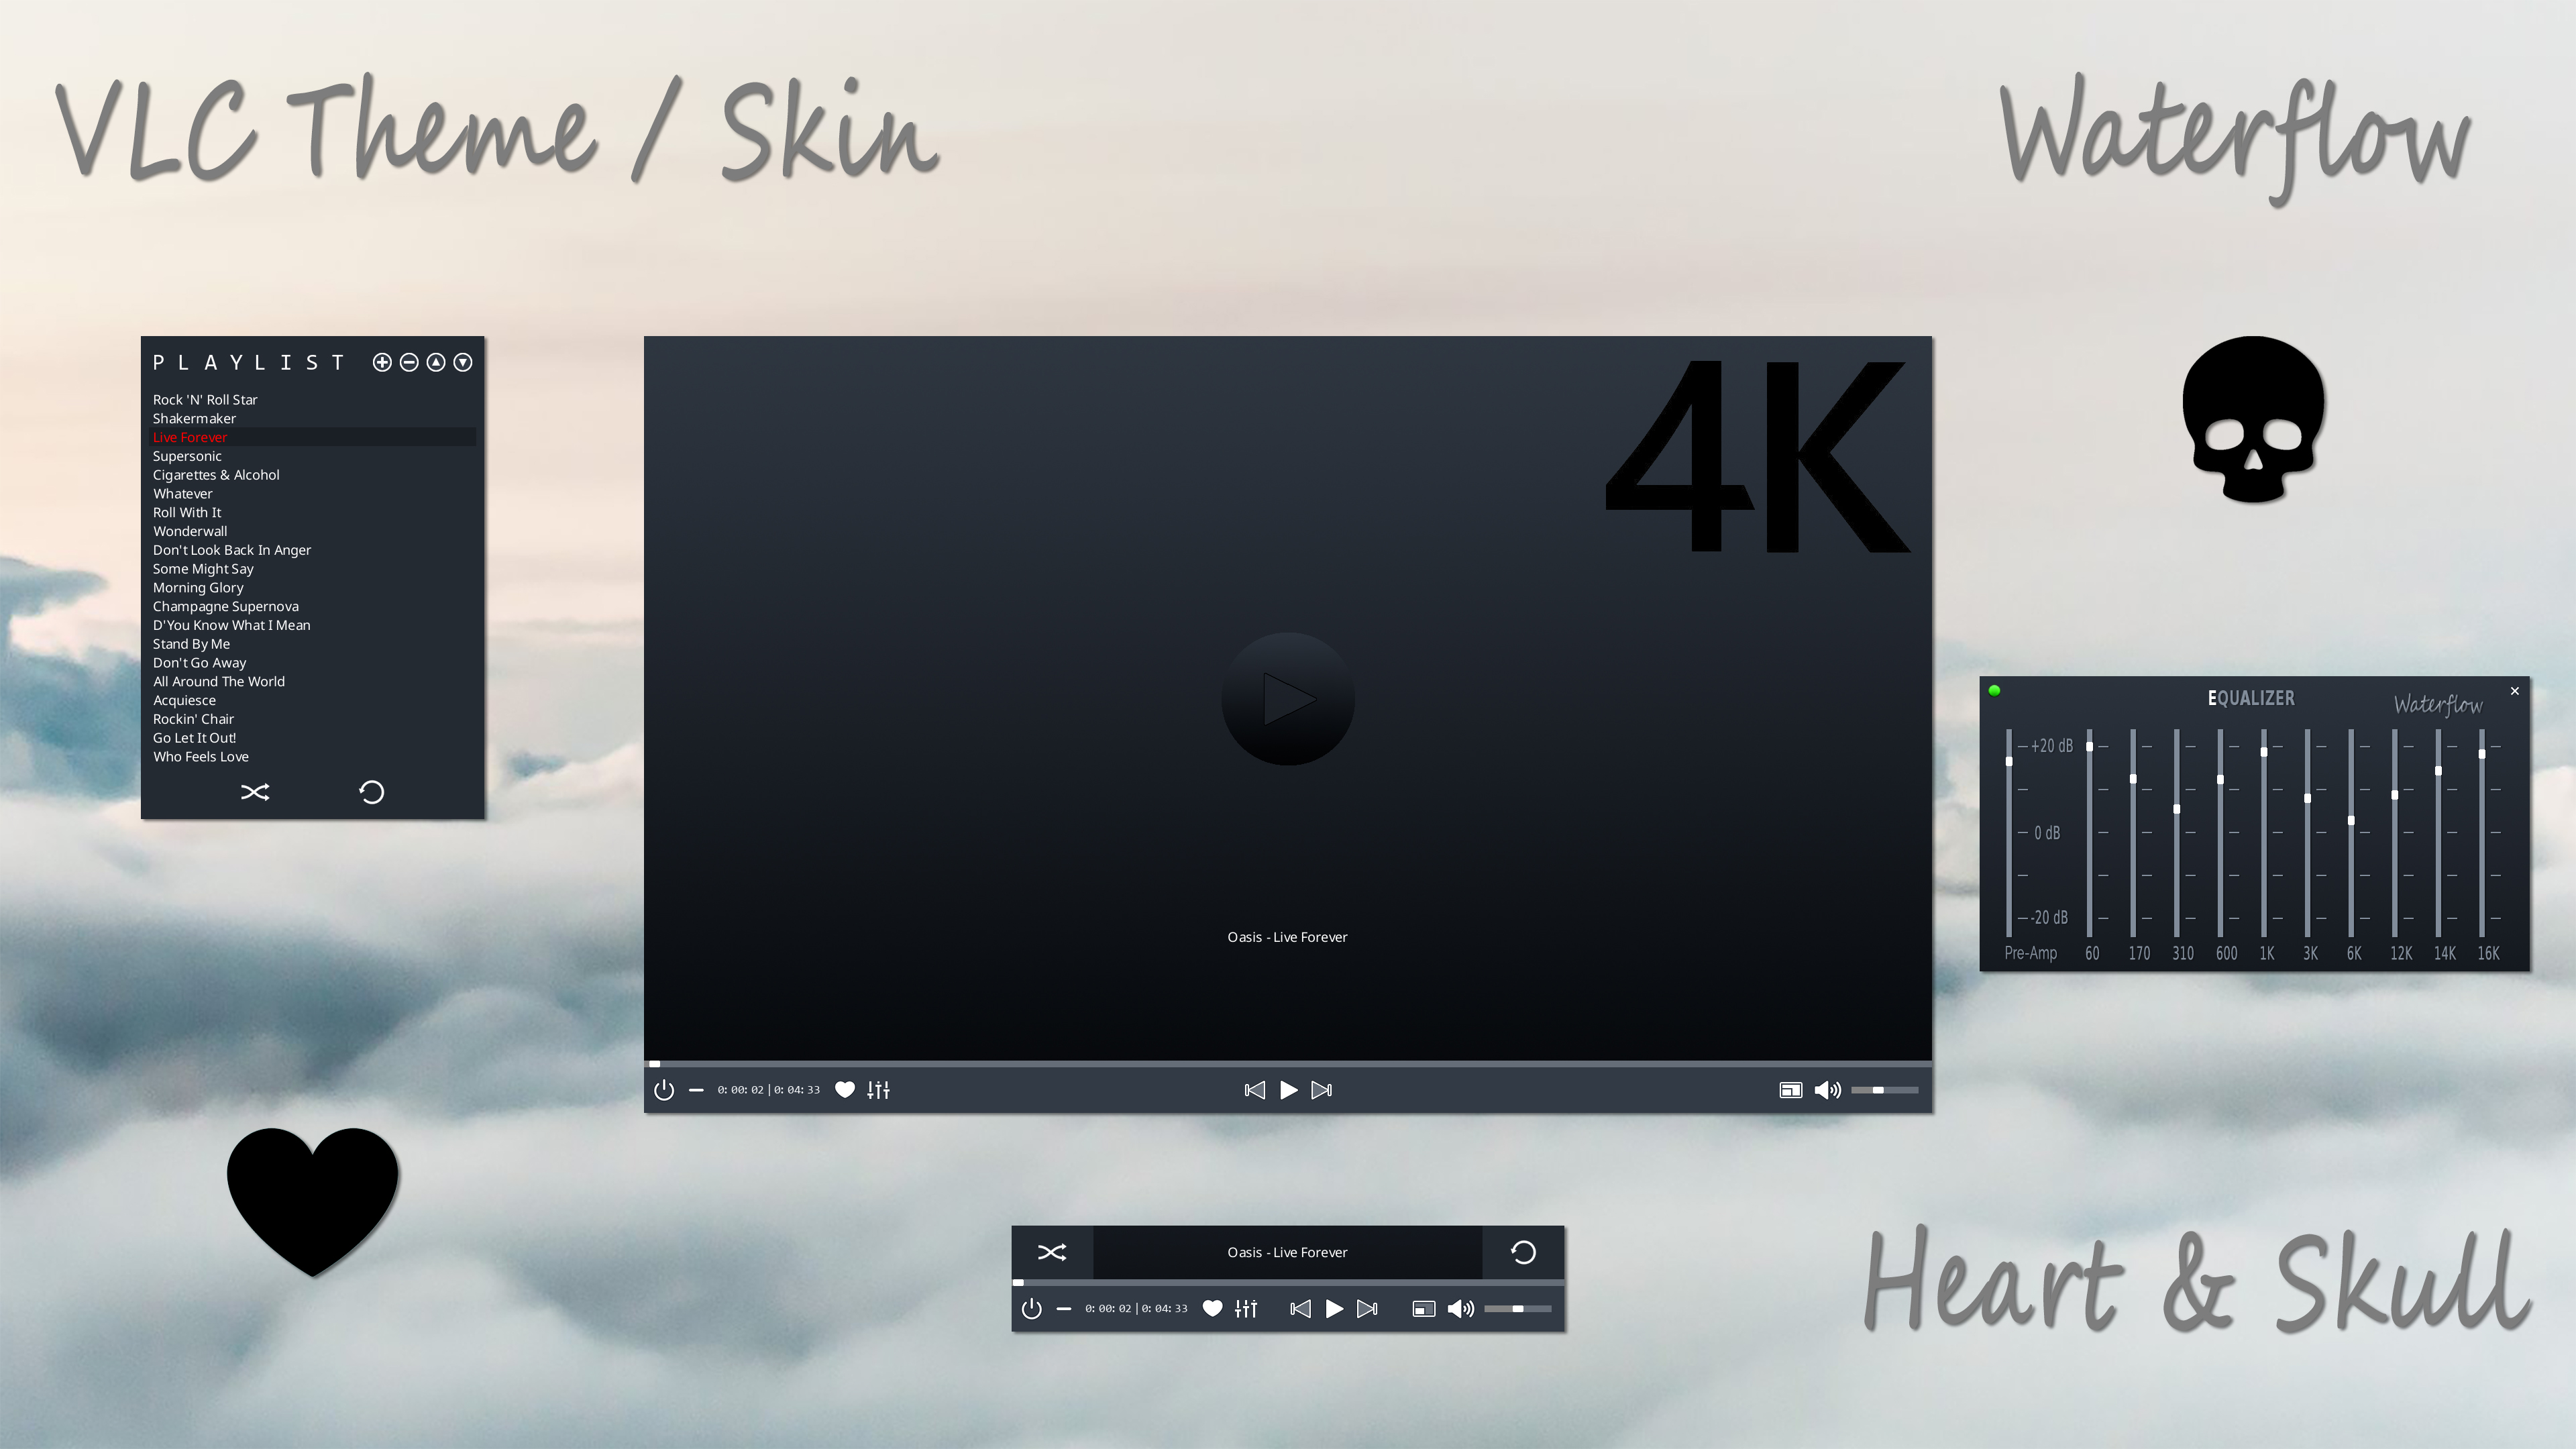 VLC Theme / Skin
Waterflow
PLAYLIST
Rock 'N' Roll Star
Shakermaker
Live Forever
Supersonic
Cigarettes & Alcohol
Whatever
Roll With It
Wonderwall
Don't Look Back In Anger
Some Might Say
Morning Glory
Champagne Supernova
D'You Know What I Mean
Stand By Me
Don't Go Away
All Around The World
Acquiesce
Rockin' Chair
Go Let It Out!
Who Feels Love
4K
Oasis - Live Forever
0: 00: 02 | 0: 04: 33
EQUALIZER
Waterflow
+20 dB
0 dB
-20 dB
Pre-Amp 60 170 310 600 1K 3K 6K 12K 14K 16K
Oasis - Live Forever
0: 00: 02 | 0: 04: 33
Heart & Skull